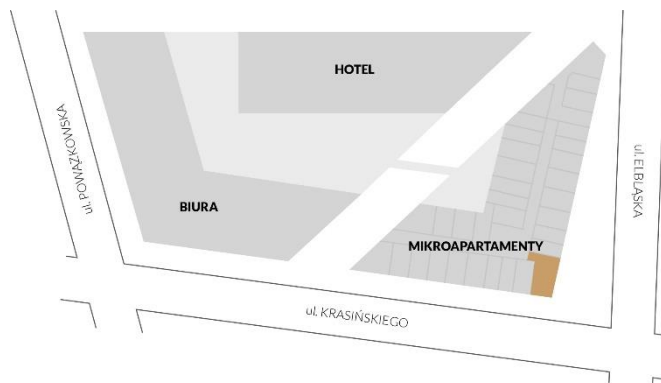 HOTEL
ul. POWĄZKOWSKA
ul. ELBLĄSKA
BIURA
MIKROAPARTAMENTY
ul. KRASIŃSKIEGO